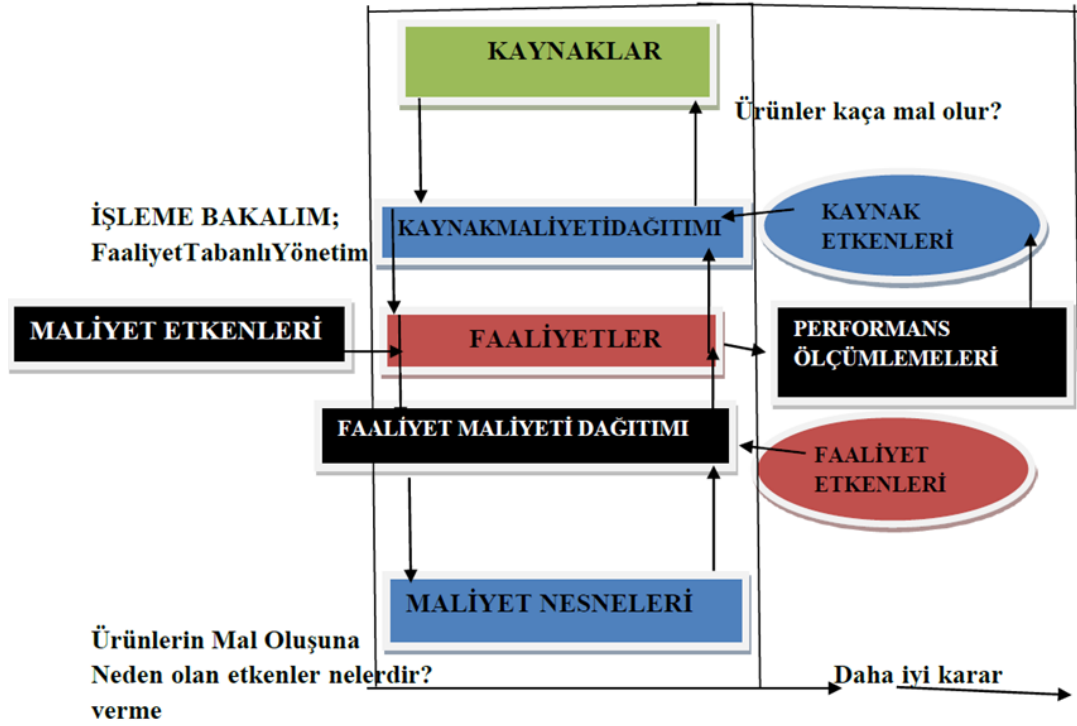 KAYNAKLAR
Ürünler kaça mal olur?
İŞLEME BAKALIM;
FaaliyetTabanlıYönetim
KAYNAKMALİYETİDAĞITIMI
KAYNAK
ETKENLERİ
MALİYET ETKENLERİ
FAALİYETLER
PERFORMANS
ÖLÇÜMLEMELERİ
FAALİYET MALİYETİ DAĞITIMI
FAALİYET
ETKENLERİ
MALİYET NESNELERİ
Ürünlerin Mal Oluşuna
Neden olan etkenler nelerdir?
Daha iyi karar
verme